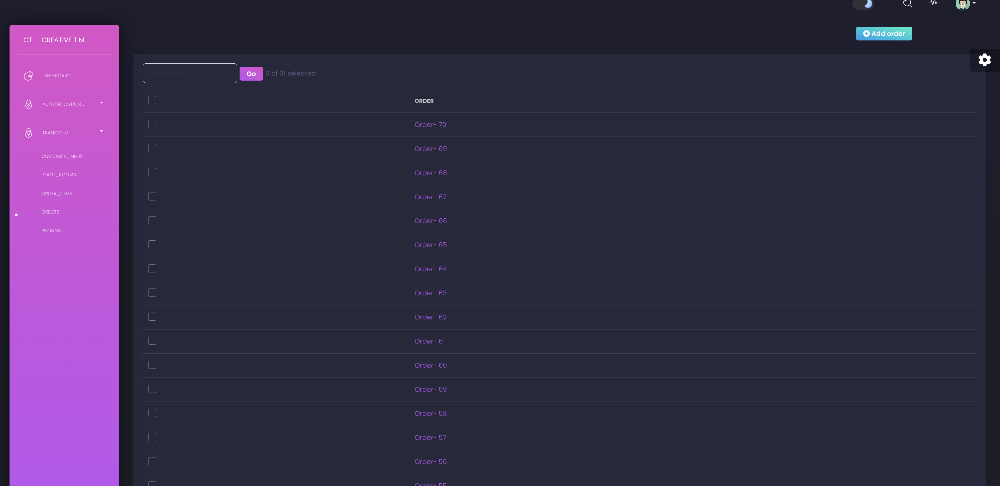 Add order
CT CREATIVE TIM
DASHBOARD
AUTHENTICATION ..
TRANGCHU
CUSTOMER_INFOS
IMAGE_ROOMS
ORDER_ITEMS
ORDERS
PHONGS
---------
Go
0 of 31 selected
ORDER
Order- 70
Order- 69
Order- 68
Order- 67
Order- 66
Order- 65
Order- 64
Order- 63
Order- 62
Order- 61
Order- 60
Order- 59
Order- 58
Order- 57
Order- 56
Order- 55